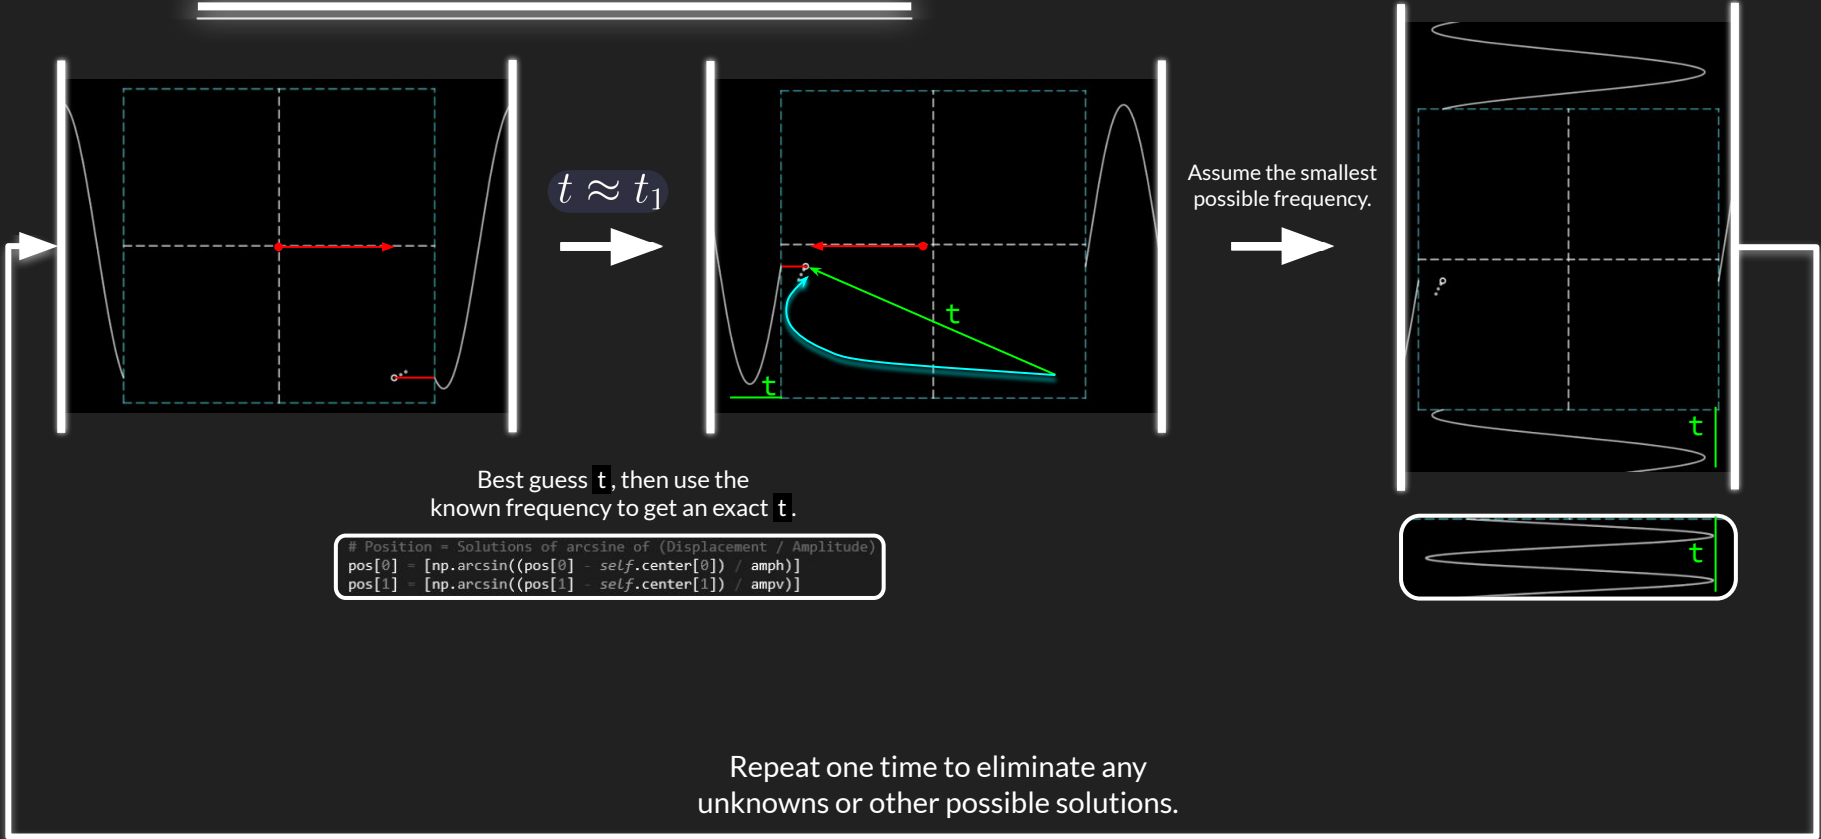 t ≈ t₁
Assume the smallest
possible frequency.
t
t
t
t
Best guess t, then use the
known frequency to get an exact t.
# Position = Solutions of arcsine of (Displacement / Amplitude)
pos[0] = [np.arcsin((pos[0] - self.center[0]) / amph)]
pos[1] = [np.arcsin((pos[1] - self.center[1]) / ampv)]
Repeat one time to eliminate any
unknowns or other possible solutions.